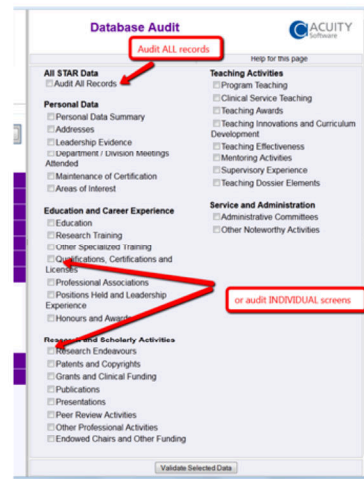 Database Audit
ACUITY
Software
Audit ALL records
Help for this page
All STAR Data
Audit All Records
Personal Data
Personal Data Summary
Addresses
Leadership Evidence
Department / Division Meetings
Attended
Maintenance of Certification
Areas of Interest
Education and Career Experience
Education
Research Training
Other Specialized Training
Qualifications, Certifications and
Licenses
Professional Associations
Positions Held and Leadership
Experience
Honours and Awards
Research and Scholarly Activities
Research Endeavours
Patents and Copyrights
Grants and Clinical Funding
Publications
Presentations
Peer Review Activities
Other Professional Activities
Endowed Chairs and Other Funding
Teaching Activities
Program Teaching
Clinical Service Teaching
Teaching Awards
Teaching Innovations and Curriculum
Development
Teaching Effectiveness
Mentoring Activities
Supervisory Experience
Teaching Dossier Elements
Service and Administration
Administrative Committees
Other Noteworthy Activities
or audit INDIVIDUAL screens
Validate Selected Data